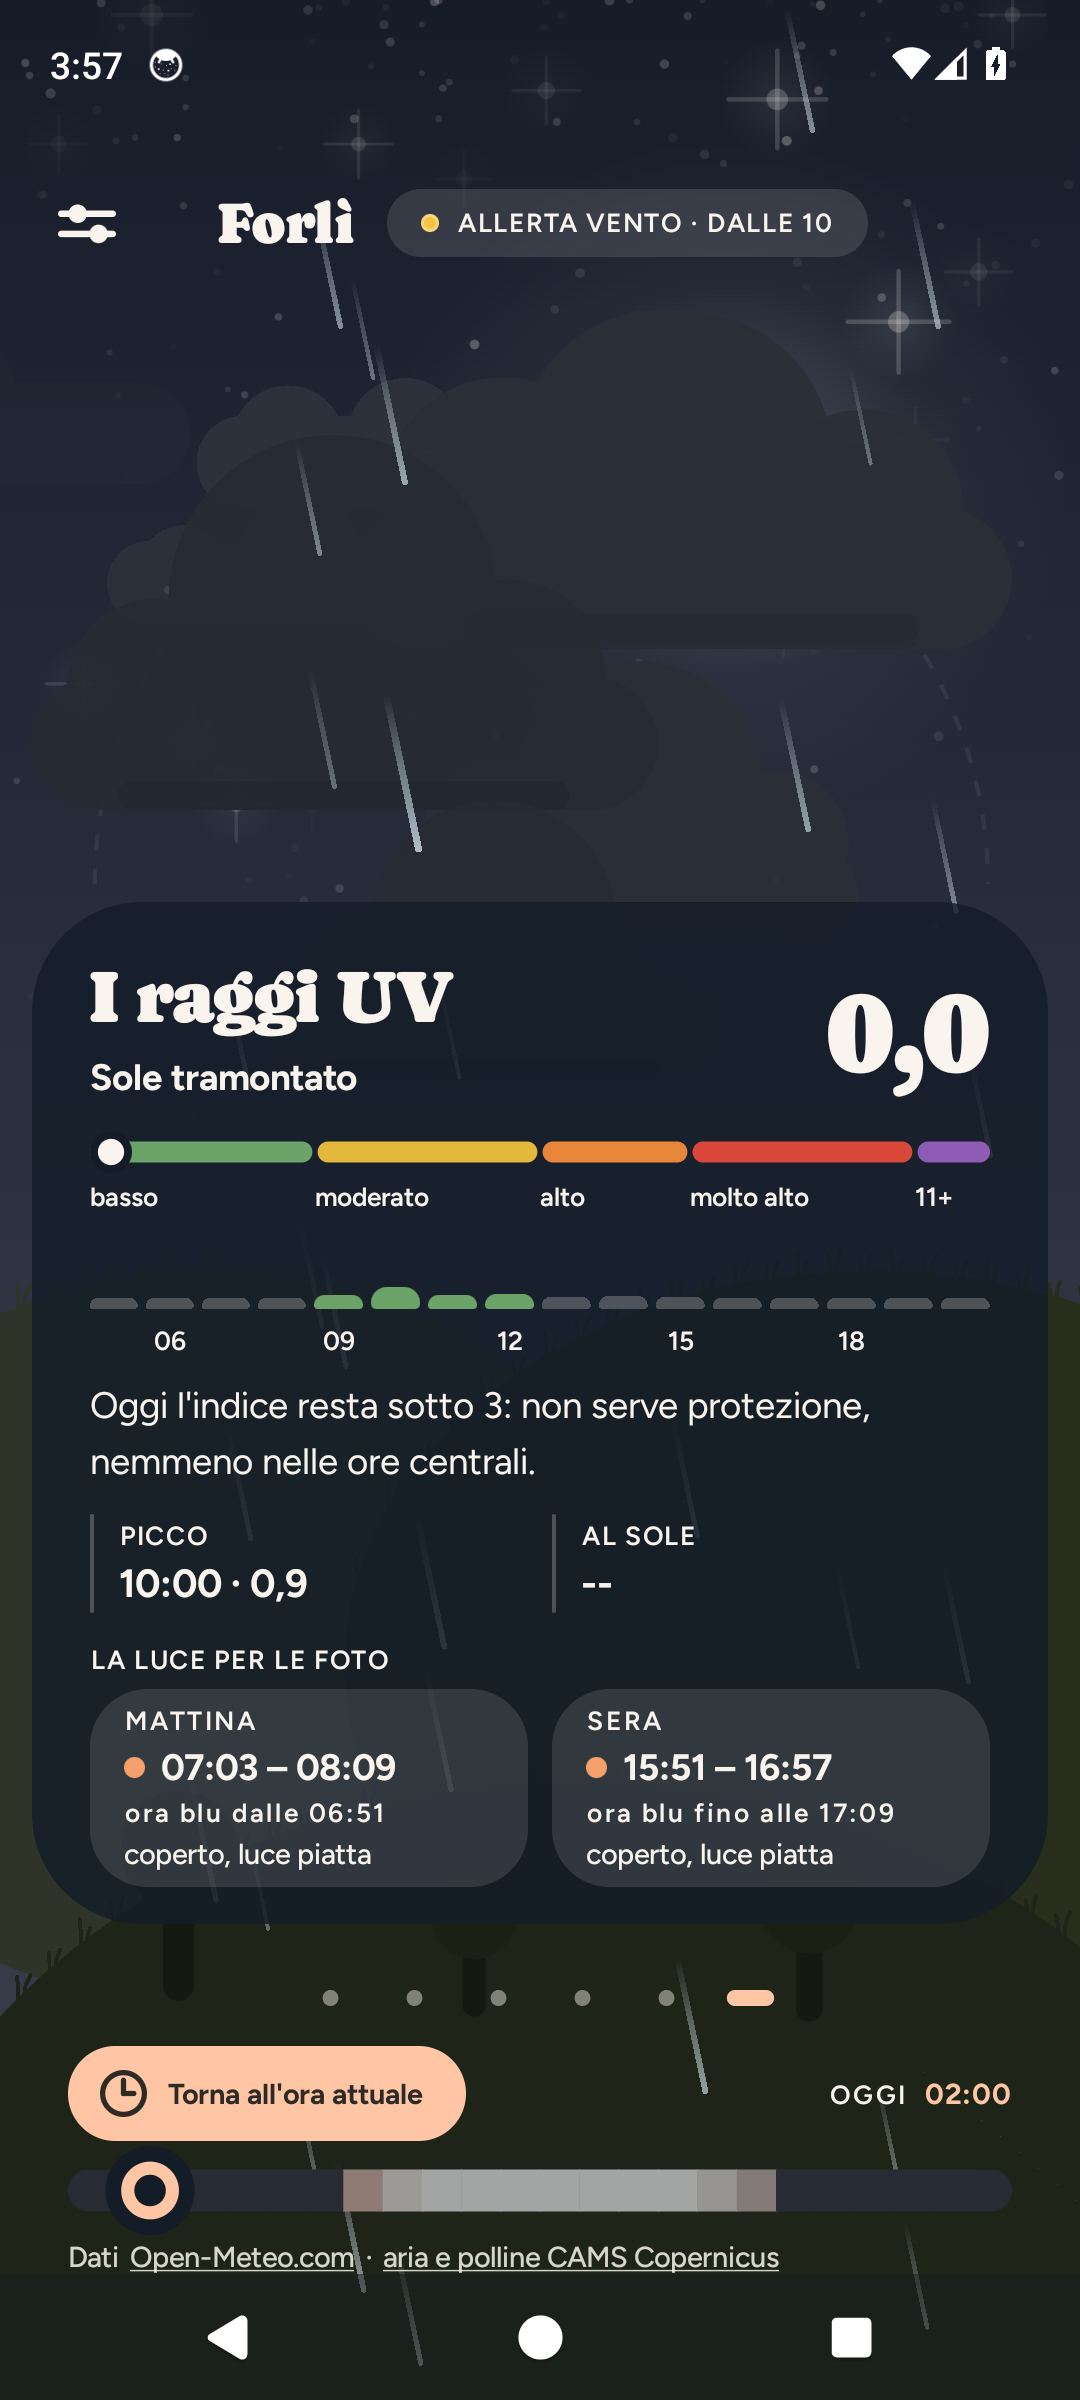 3:57
Forlì
ALLERTA VENTO · DALLE 10
I raggi UV
0,0
Sole tramontato
basso moderato alto molto alto 11+
06 09 12 15 18
Oggi l'indice resta sotto 3: non serve protezione,
nemmeno nelle ore centrali.
PICCO
10:00 · 0,9
AL SOLE
--
LA LUCE PER LE FOTO
MATTINA
07:03 – 08:09
ora blu dalle 06:51
coperto, luce piatta
SERA
15:51 – 16:57
ora blu fino alle 17:09
coperto, luce piatta
Torna all'ora attuale
OGGI 02:00
Dati Open-Meteo.com · aria e polline CAMS Copernicus